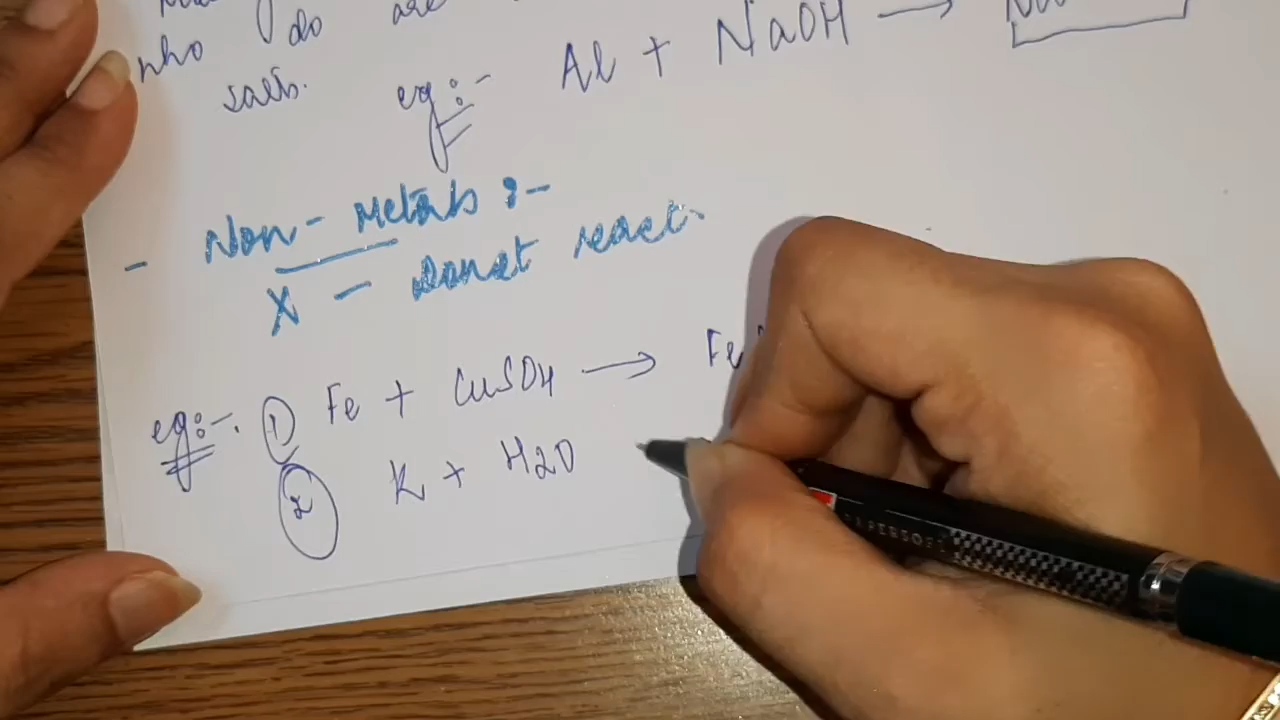 do are
who
salts.
eg:- Al + NaOH →
- Non-Metals :-
X - Donot react.
eg:-. ① Fe + CuSO4 → Fe
② K + H2O